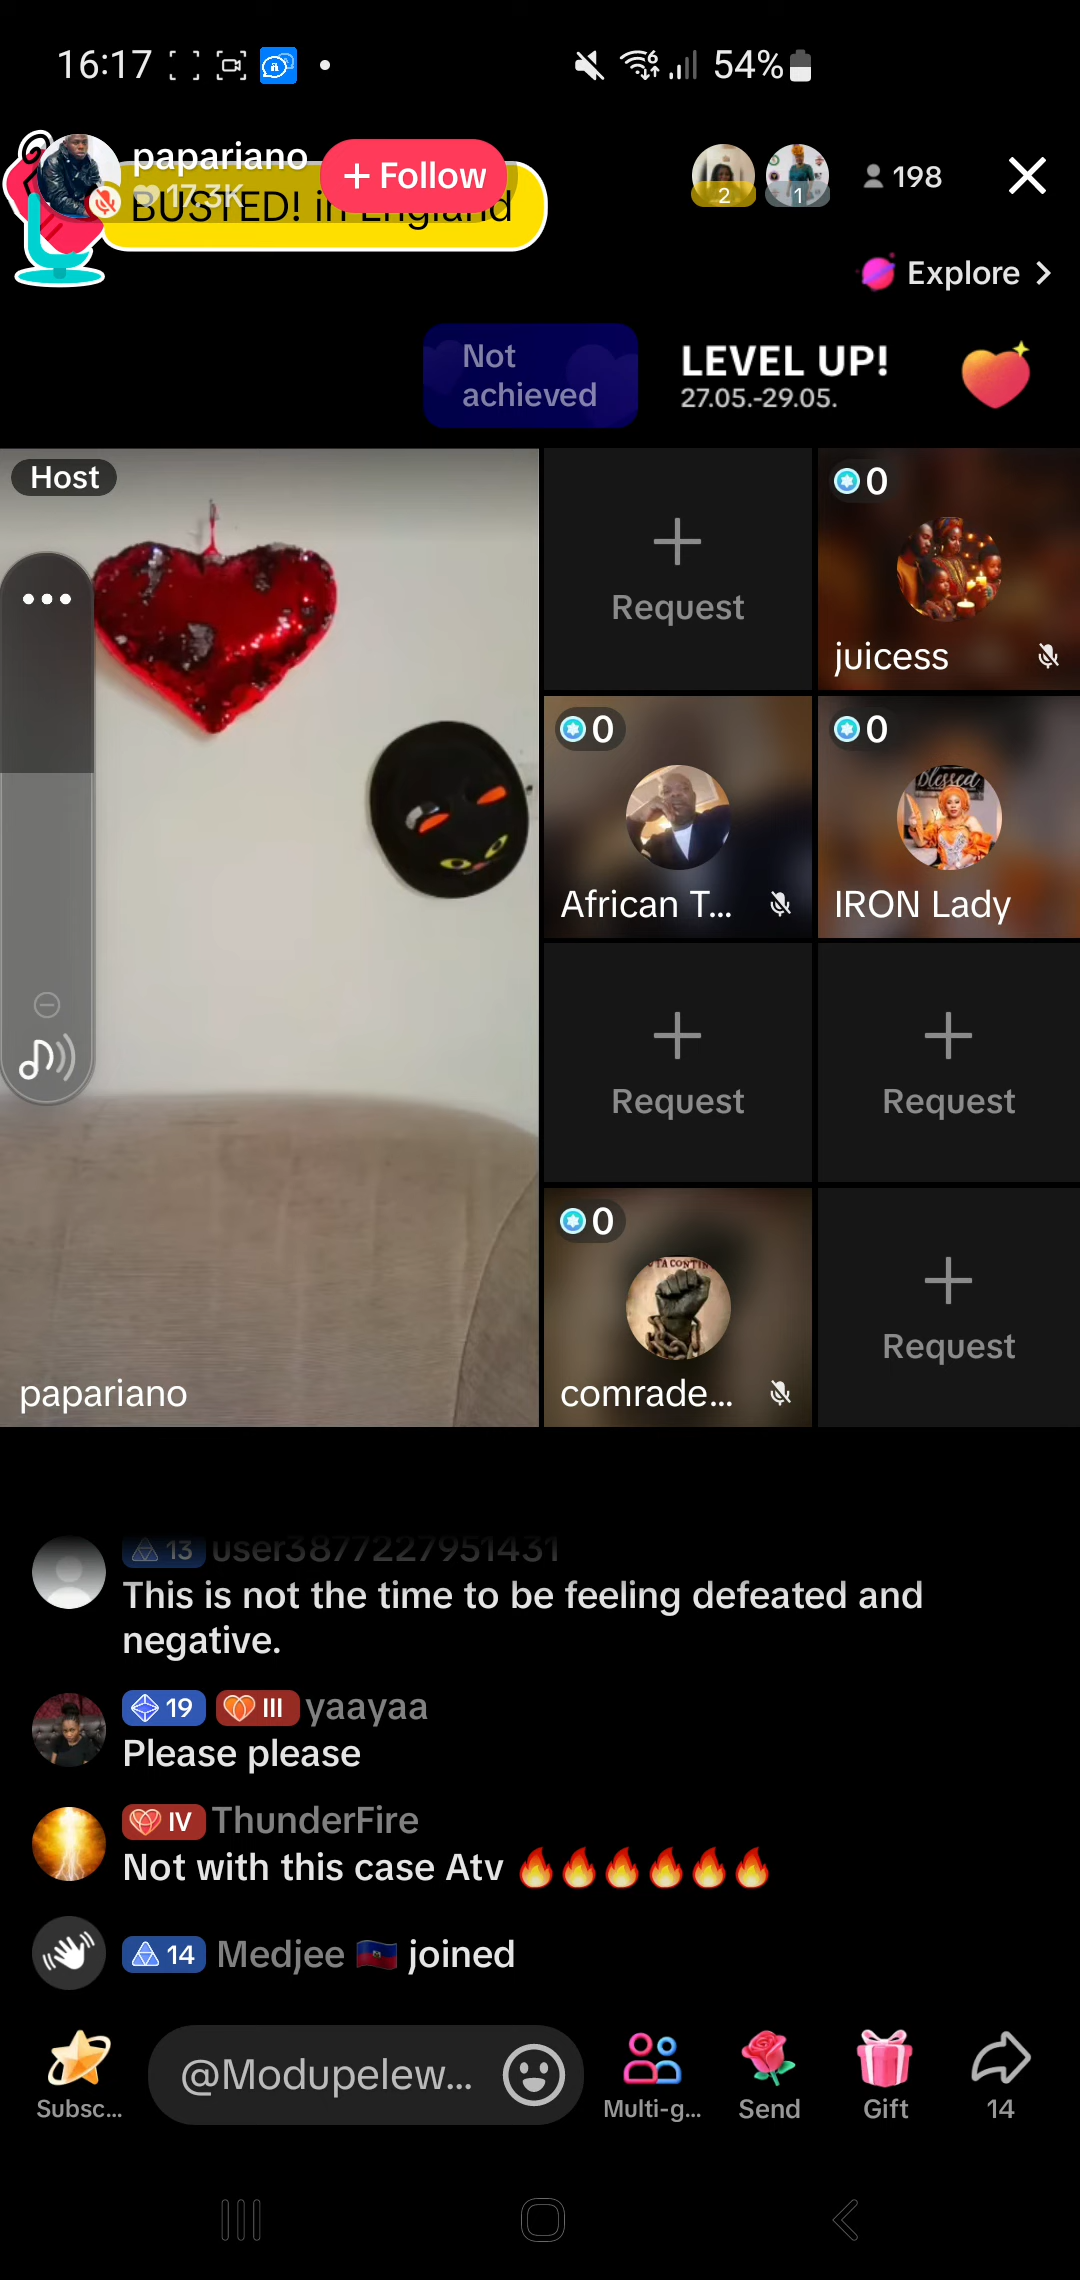 16:17
54%
papariano
17.3K
+ Follow
BUSTED! in England
2
1
198
Explore
Not
achieved
LEVEL UP!
27.05.-29.05.
Host
Request
0
juicess
0
African T...
0
Blessed
IRON Lady
Request
Request
0
comrade...
Request
papariano
13 user3877227951431
This is not the time to be feeling defeated and
negative.
19 III yaayaa
Please please
IV ThunderFire
Not with this case Atv 🔥🔥🔥🔥🔥🔥
14 Medjee 🇭🇹 joined
Subsc...
@Modupelew...
Multi-g...
Send
Gift
14